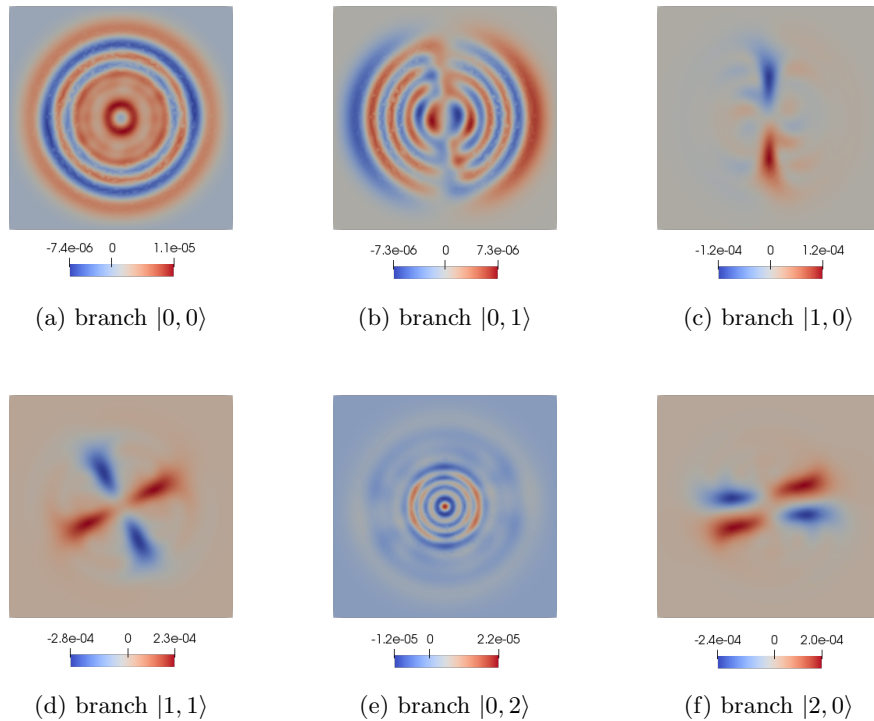 -7.4e-06 0 1.1e-05
-7.3e-06 0 7.3e-06
-1.2e-04 0 1.2e-04
(a) branch |0, 0⟩
(b) branch |0, 1⟩
(c) branch |1, 0⟩
-2.8e-04 0 2.3e-04
-1.2e-05 0 2.2e-05
-2.4e-04 0 2.0e-04
(d) branch |1, 1⟩
(e) branch |0, 2⟩
(f) branch |2, 0⟩